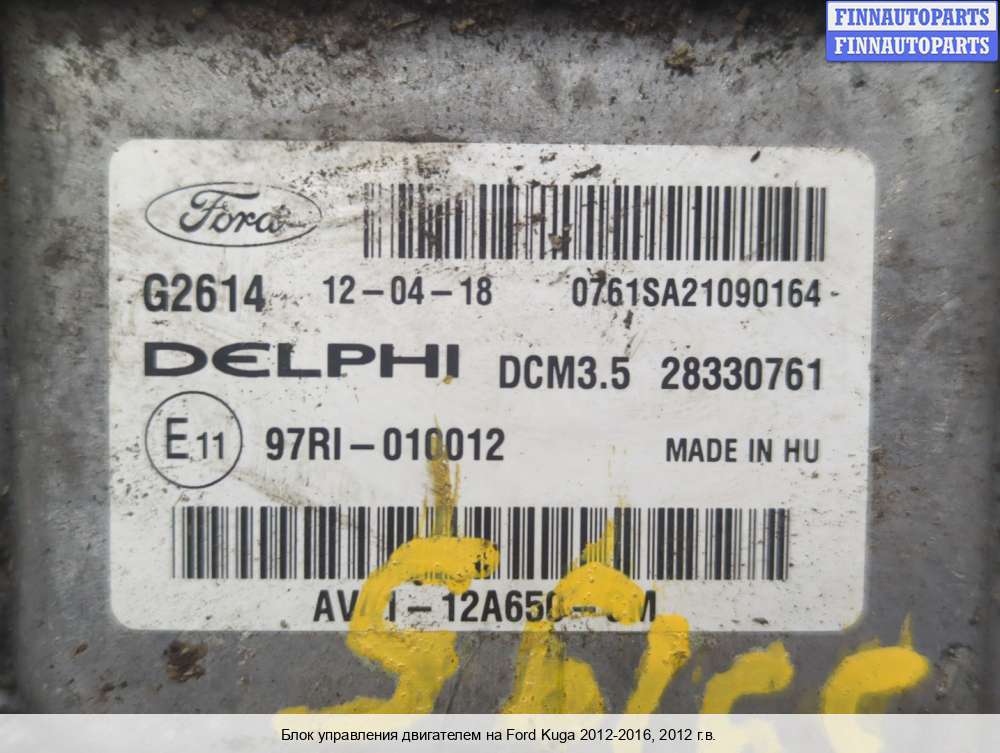 FINNAUTOPARTS
FINNAUTOPARTS
Ford
G2614 12-04-18 0761SA21090164
DELPHI DCM3.5 28330761
E11 97RI-010012 MADE IN HU
Блок управления двигателем на Ford Kuga 2012-2016, 2012 г.в.